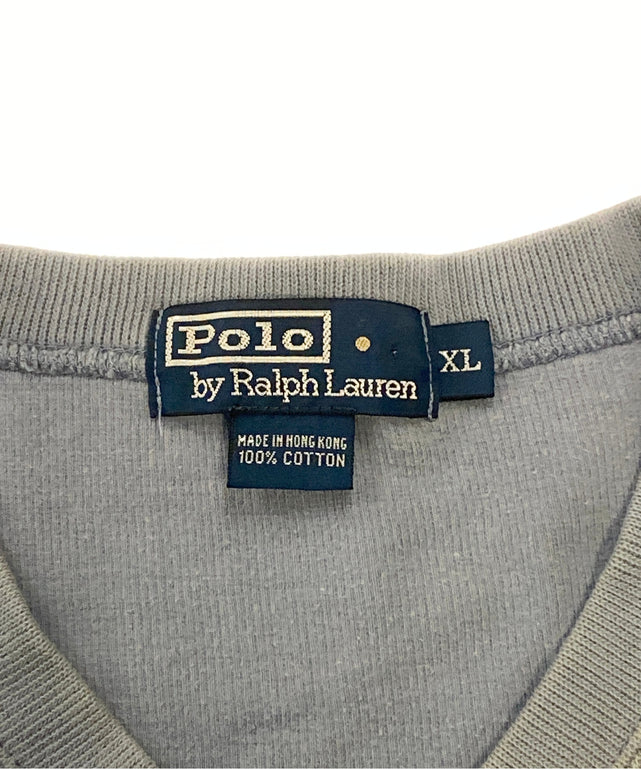 Polo
by Ralph Lauren
XL
MADE IN HONG KONG
100% COTTON